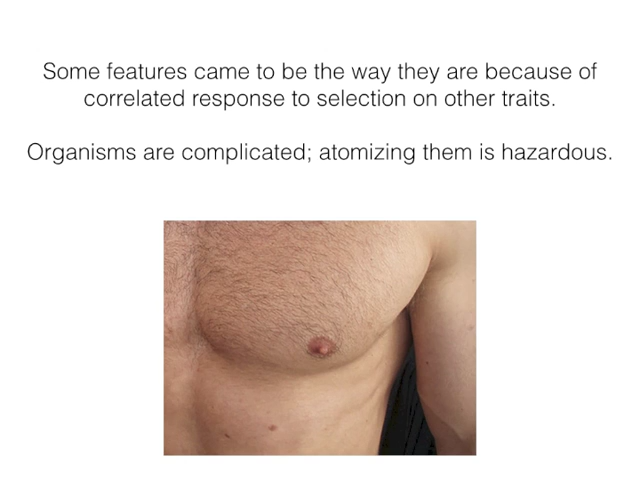 Some features came to be the way they are because of
correlated response to selection on other traits.
Organisms are complicated; atomizing them is hazardous.